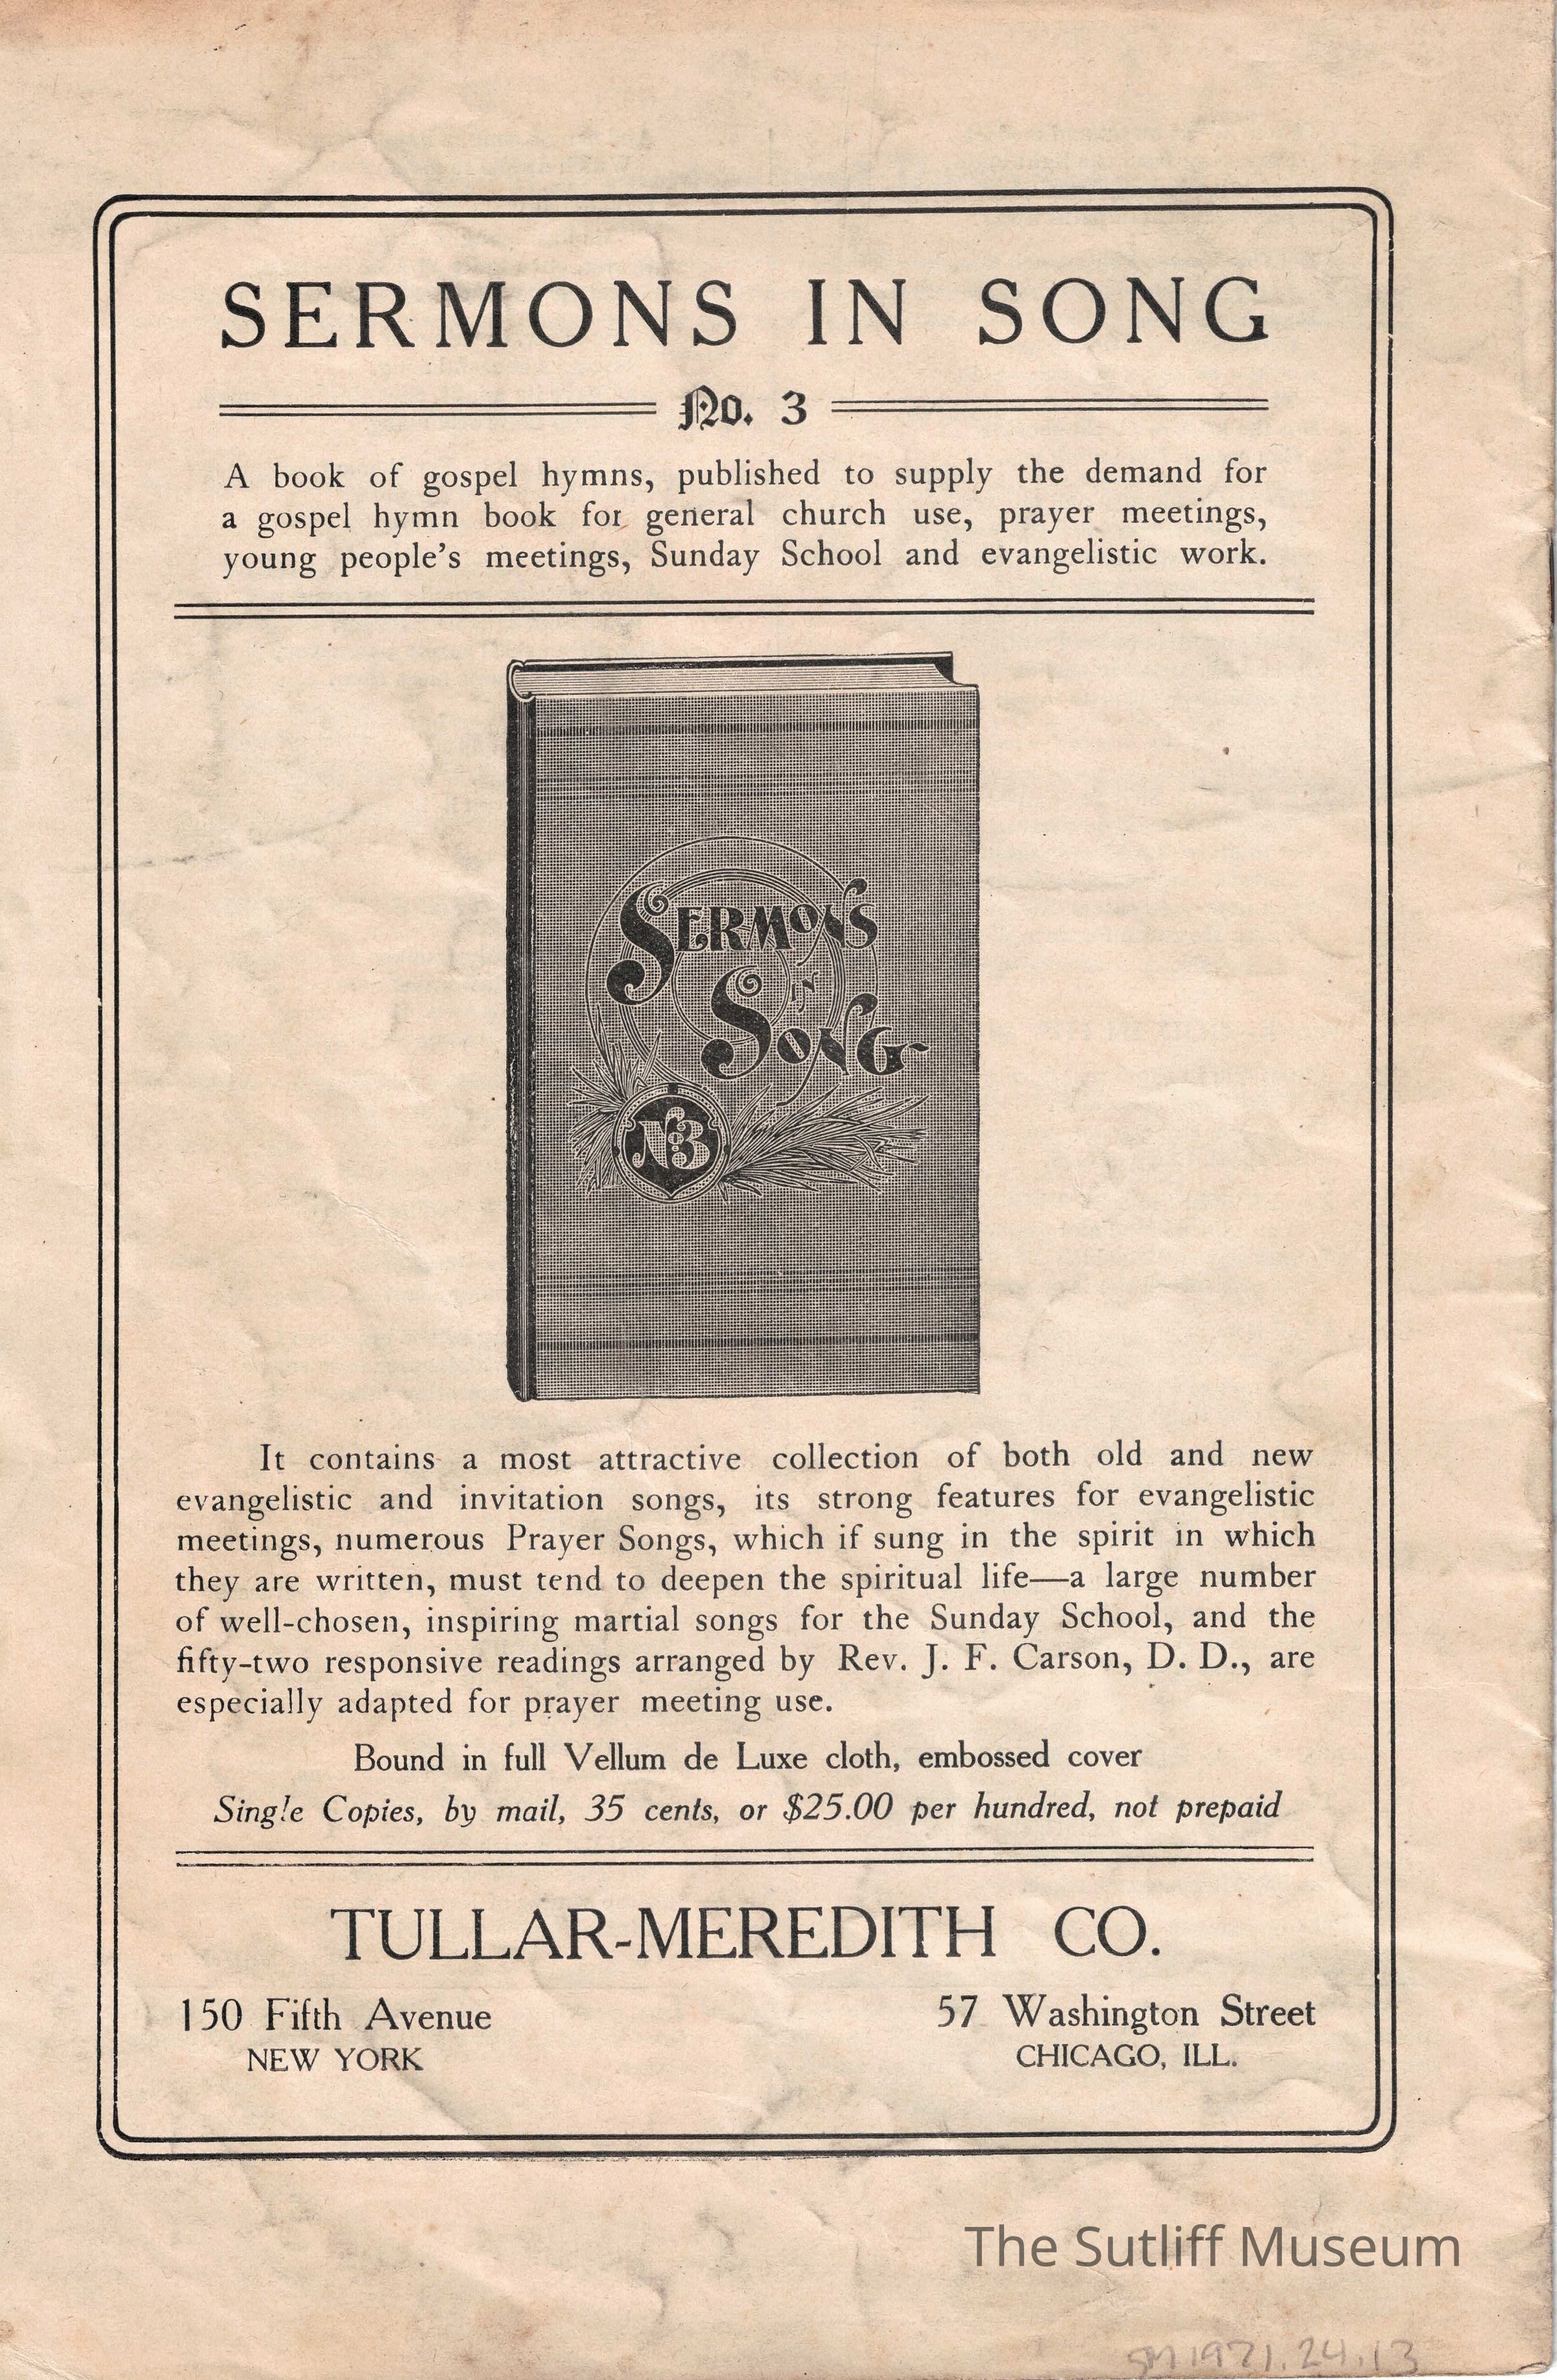 SERMONS IN SONG
No. 3
A book of gospel hymns, published to supply the demand for
a gospel hymn book for general church use, prayer meetings,
young people's meetings, Sunday School and evangelistic work.
SERMONS
IN
SONG
No3
It contains a most attractive collection of both old and new
evangelistic and invitation songs, its strong features for evangelistic
meetings, numerous Prayer Songs, which if sung in the spirit in which
they are written, must tend to deepen the spiritual life—a large number
of well-chosen, inspiring martial songs for the Sunday School, and the
fifty-two responsive readings arranged by Rev. J. F. Carson, D. D., are
especially adapted for prayer meeting use.
Bound in full Vellum de Luxe cloth, embossed cover
Single Copies, by mail, 35 cents, or $25.00 per hundred, not prepaid
TULLAR-MEREDITH CO.
150 Fifth Avenue
NEW YORK
57 Washington Street
CHICAGO, ILL.
The Sutliff Museum
SM1971.24.13